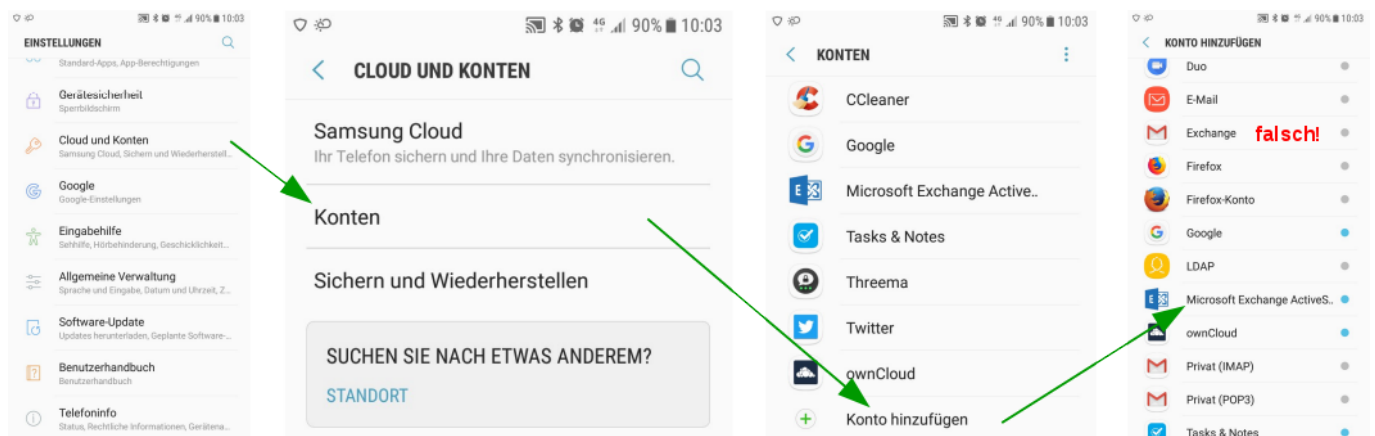 10:03
90%
EINSTELLUNGEN
Standard-Apps, App-Berechtigungen
Gerätesicherheit
Sperrbildschirm
Cloud und Konten
Samsung Cloud, Sichern und Wiederherstell...
Google
Google-Einstellungen
Eingabehilfe
Sehhilfe, Hörbehinderung, Geschicklichkeit...
Allgemeine Verwaltung
Sprache und Eingabe, Datum und Uhrzeit, Z...
Software-Update
Updates herunterladen, Geplante Software-...
Benutzerhandbuch
Benutzerhandbuch
Telefoninfo
Status, Rechtliche Informationen, Gerätena...
4G 90% 10:03
CLOUD UND KONTEN
Samsung Cloud
Ihr Telefon sichern und Ihre Daten synchronisieren.
Konten
Sichern und Wiederherstellen
SUCHEN SIE NACH ETWAS ANDEREM?
STANDORT
4G 90% 10:03
KONTEN
CCleaner
Google
Microsoft Exchange Active..
Tasks & Notes
Threema
Twitter
ownCloud
Konto hinzufügen
90% 10:03
KONTO HINZUFÜGEN
Duo
E-Mail
Exchange falsch!
Firefox
Firefox-Konto
Google
LDAP
Microsoft Exchange ActiveS..
ownCloud
Privat (IMAP)
Privat (POP3)
Tasks & Notes